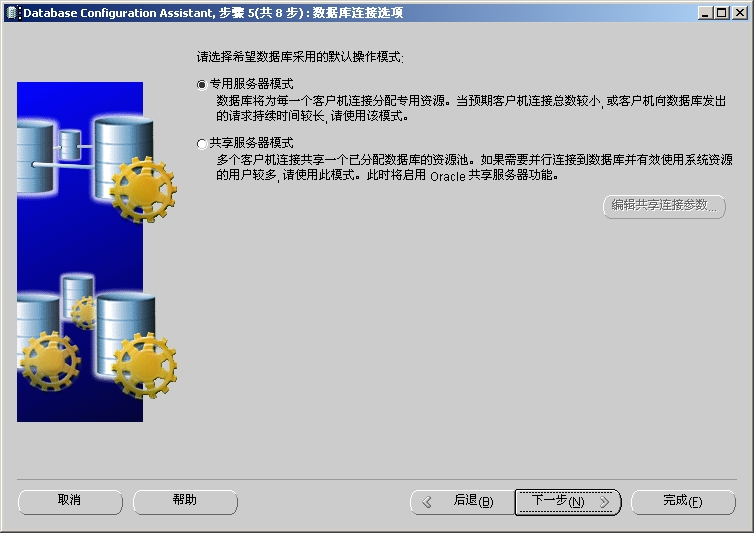 Database Configuration Assistant, 步骤 5(共 8 步) : 数据库连接选项
请选择希望数据库采用的默认操作模式:
专用服务器模式
数据库将为每一个客户机连接分配专用资源。当预期客户机连接总数较小, 或客户机向数据库发出
的请求持续时间较长, 请使用该模式。
共享服务器模式
多个客户机连接共享一个已分配数据库的资源池。如果需要并行连接到数据库并有效使用系统资源
的用户较多, 请使用此模式。此时将启用 Oracle 共享服务器功能。
编辑共享连接参数...
取消 帮助 后退(B) 下一步(N) 完成(F)